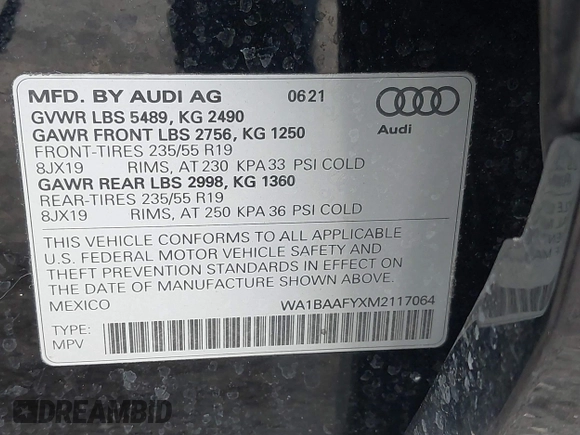 MFD. BY AUDI AG 0621
GVWR LBS 5489, KG 2490
GAWR FRONT LBS 2756, KG 1250
FRONT-TIRES 235/55 R19
8JX19 RIMS, AT 230 KPA 33 PSI COLD
GAWR REAR LBS 2998, KG 1360
REAR-TIRES 235/55 R19
8JX19 RIMS, AT 250 KPA 36 PSI COLD
Audi
THIS VEHICLE CONFORMS TO ALL APPLICABLE
U.S. FEDERAL MOTOR VEHICLE SAFETY AND
THEFT PREVENTION STANDARDS IN EFFECT ON
THE DATE OF MANUFACTURE SHOWN ABOVE.
MEXICO WA1BAAFYXM2117064
TYPE:
MPV
DREAMBID